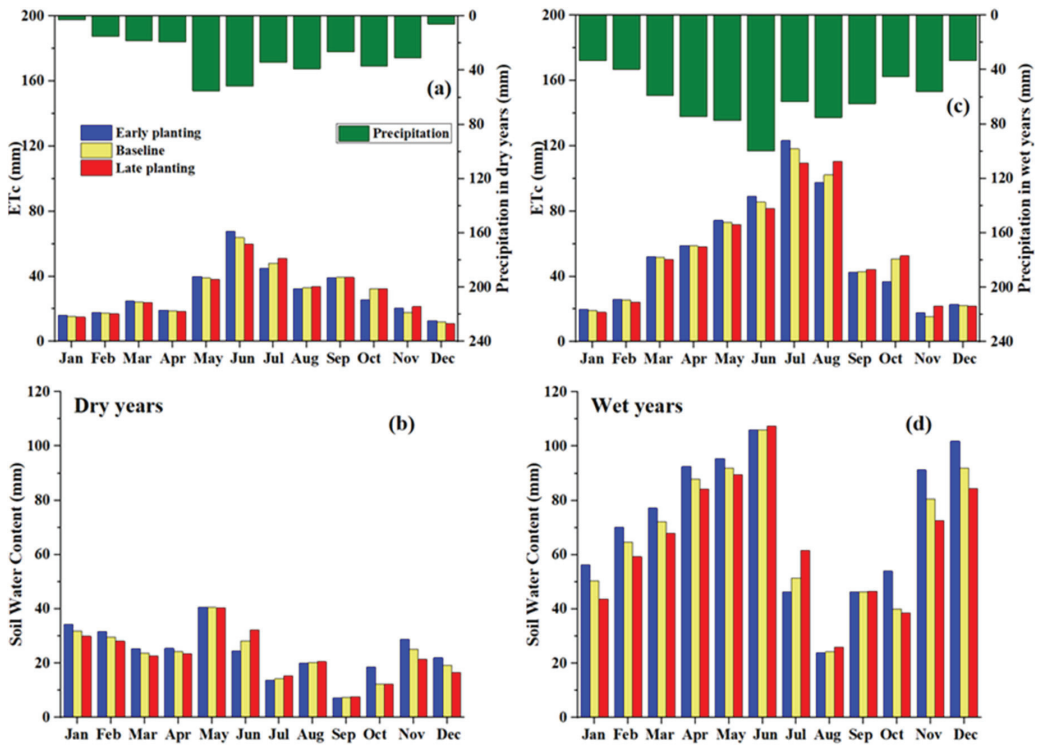 200
160
120
80
40
0
ETc (mm)
0
40
80
120
160
200
240
Precipitation in dry years (mm)
(a)
Early planting
Baseline
Late planting
Precipitation
Jan Feb Mar Apr May Jun Jul Aug Sep Oct Nov Dec
200
160
120
80
40
0
ETc (mm)
0
40
80
120
160
200
240
Precipitation in wet years (mm)
(c)
Jan Feb Mar Apr May Jun Jul Aug Sep Oct Nov Dec
120
100
80
60
40
20
0
Soil Water Content (mm)
Dry years
(b)
Jan Feb Mar Apr May Jun Jul Aug Sep Oct Nov Dec
120
100
80
60
40
20
0
Soil Water Content (mm)
Wet years
(d)
Jan Feb Mar Apr May Jun Jul Aug Sep Oct Nov Dec